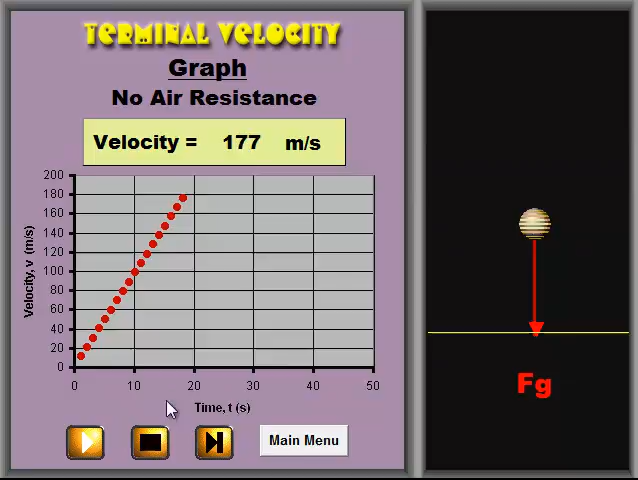 TERMINAL VELOCITY
Graph
No Air Resistance
Velocity = 177 m/s
Velocity, v (m/s)
200
180
160
140
120
100
80
60
40
20
0
0 10 20 30 40 50
Time, t (s)
Main Menu
Fg